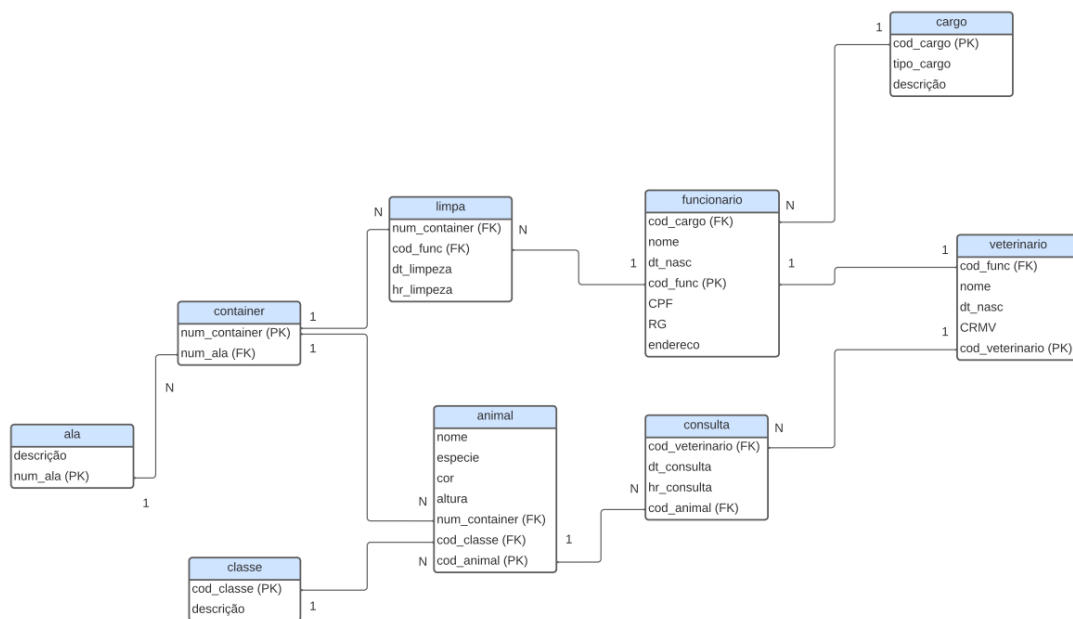 cargo
1
cod_cargo (PK)
tipo_cargo
descrição
limpa
N
num_container (FK)
N
cod_func (FK)
dt_limpeza
hr_limpeza
funcionario
cod_cargo (FK)
N
nome
dt_nasc
1
1
cod_func (PK)
CPF
RG
endereco
veterinario
1
cod_func (FK)
nome
dt_nasc
CRMV
1
cod_veterinario (PK)
container
1
num_container (PK)
1
num_ala (FK)
N
ala
descrição
num_ala (PK)
1
animal
nome
especie
cor
altura
N
num_container (FK)
cod_classe (FK)
1
cod_animal (PK)
N
consulta
N
cod_veterinario (FK)
dt_consulta
hr_consulta
N
cod_animal (FK)
classe
cod_classe (PK)
descrição
1